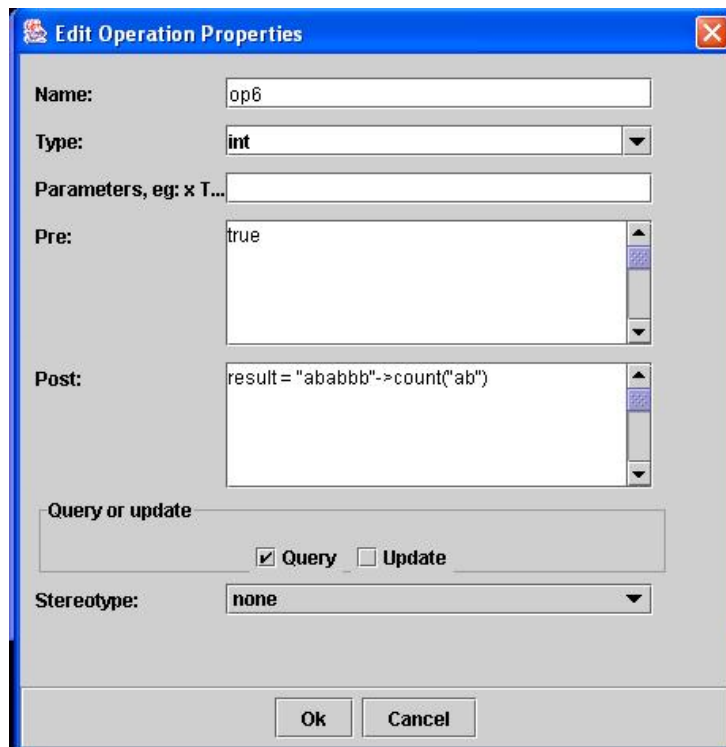 Edit Operation Properties
Name:
op6
Type:
int
Parameters, eg: x T...
Pre:
true
Post:
result = "ababbb"->count("ab")
Query or update
Query
Update
Stereotype:
none
Ok
Cancel